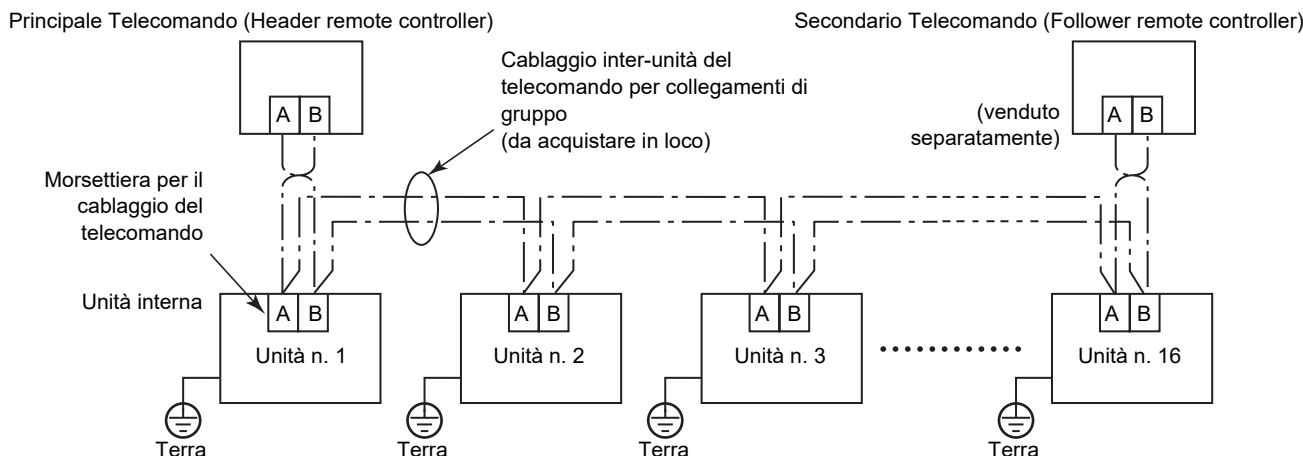 Principale Telecomando (Header remote controller)
Secondario Telecomando (Follower remote controller)
Cablaggio inter-unità del
telecomando per collegamenti di
gruppo
(da acquistare in loco)
(venduto
separatamente)
A B
A B
Morsettiera per il
cablaggio del
telecomando
Unità interna
A B
A B
A B
A B
Unità n. 1
Unità n. 2
Unità n. 3
Unità n. 16
Terra
Terra
Terra
Terra